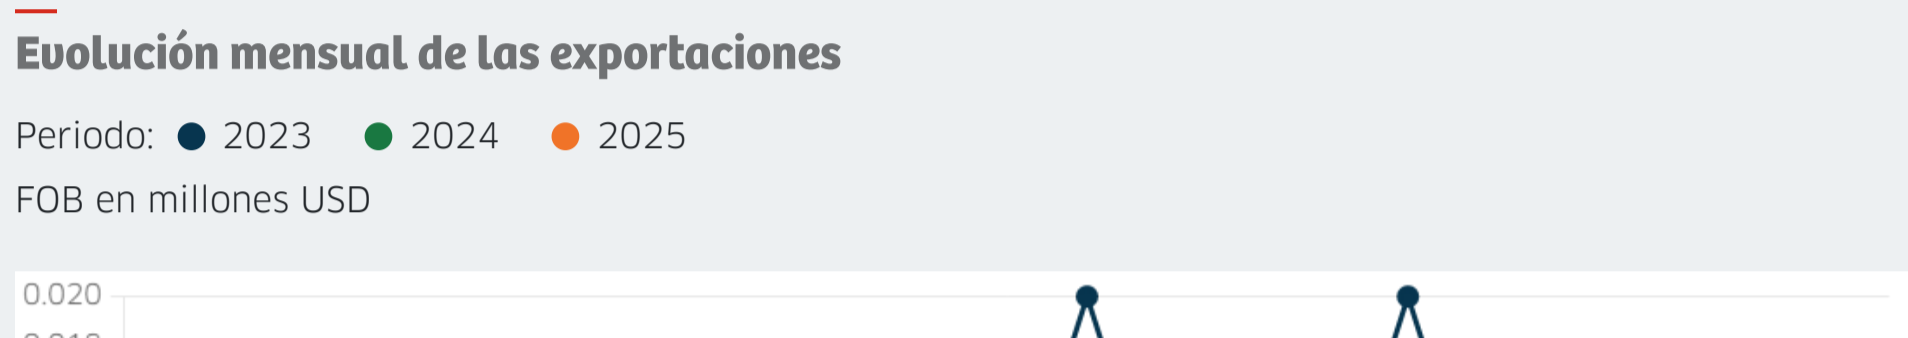 Evolución mensual de las exportaciones
Periodo: 2023 2024 2025
FOB en millones USD
0.020